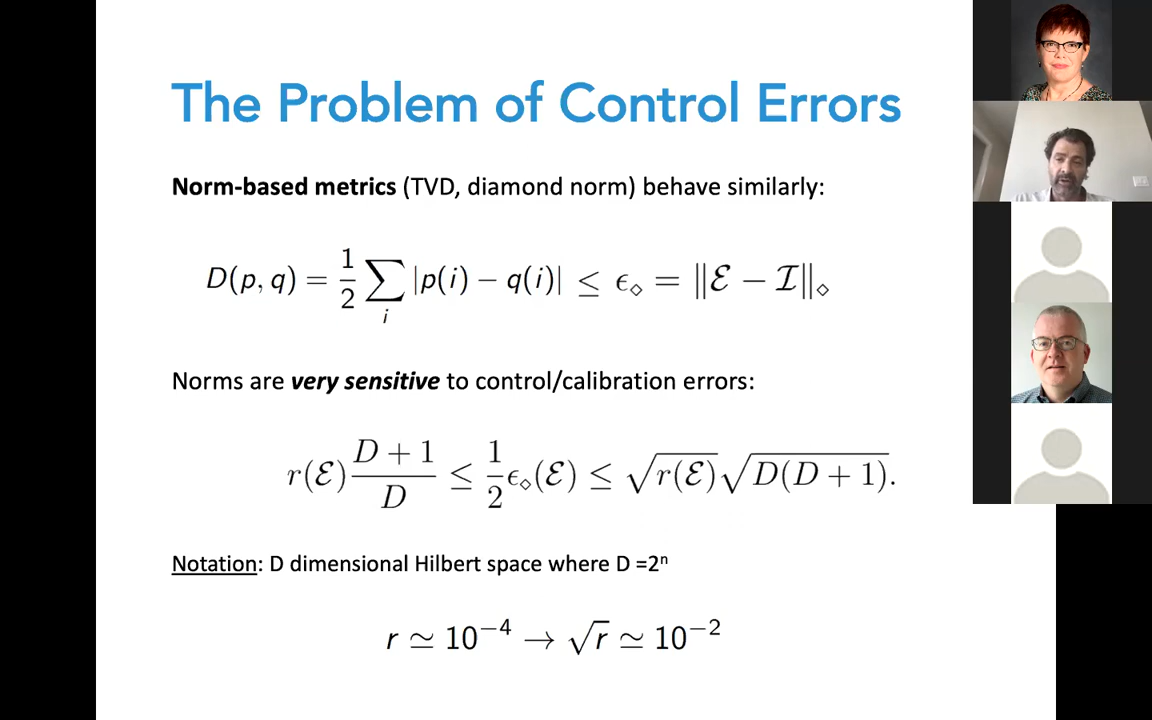 The Problem of Control Errors
Norm-based metrics (TVD, diamond norm) behave similarly:
D(p, q) = 1/2 ∑_i |p(i) − q(i)| ≤ ϵ_⋄ = ‖ℰ − ℐ‖_⋄
Norms are very sensitive to control/calibration errors:
r(ℰ) (D + 1)/D ≤ 1/2 ϵ_⋄(ℰ) ≤ √r(ℰ) √D(D + 1).
Notation: D dimensional Hilbert space where D =2ⁿ
r ≃ 10⁻⁴ → √r ≃ 10⁻²